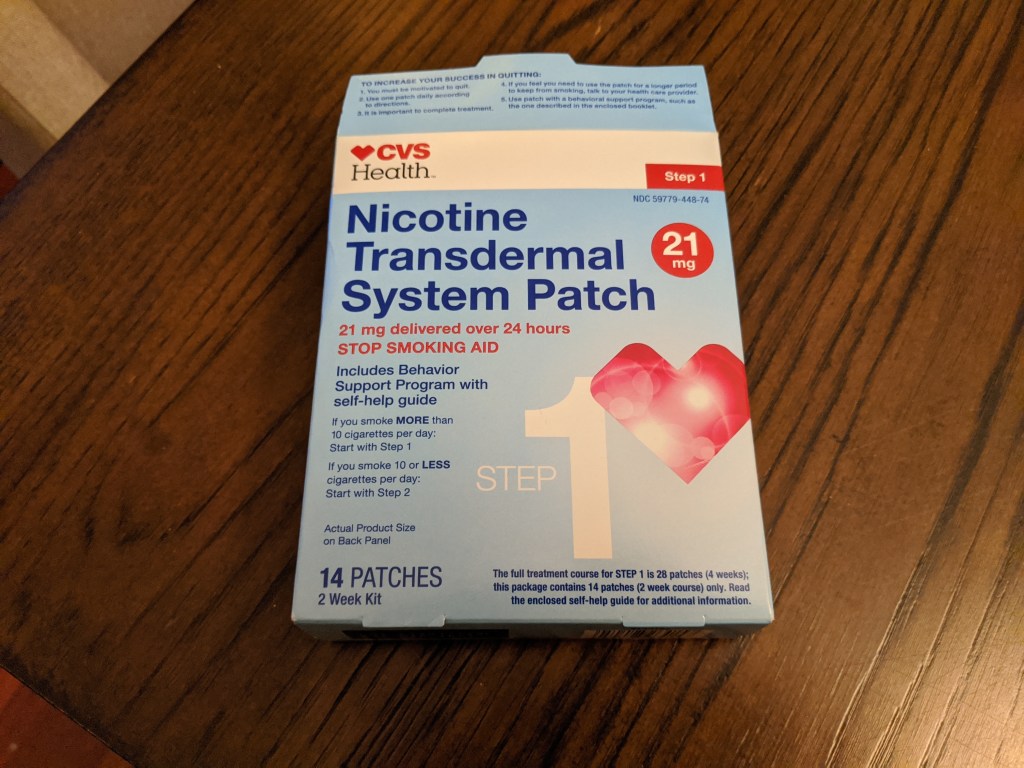 TO INCREASE YOUR SUCCESS IN QUITTING:
1. You must be motivated to quit.
2. Use one patch daily according
to directions.
3. It is important to complete treatment.
4. If you feel you need to use the patch for a longer period
to keep from smoking, talk to your health care provider.
5. Use patch with a behavioral support program, such as
the one described in the enclosed booklet.
CVS
Health™
Step 1
NDC 59779-448-74
Nicotine
Transdermal
System Patch
21
mg
21 mg delivered over 24 hours
STOP SMOKING AID
Includes Behavior
Support Program with
self-help guide
If you smoke MORE than
10 cigarettes per day:
Start with Step 1
If you smoke 10 or LESS
cigarettes per day:
Start with Step 2
STEP 1
Actual Product Size
on Back Panel
14 PATCHES
2 Week Kit
The full treatment course for STEP 1 is 28 patches (4 weeks);
this package contains 14 patches (2 week course) only. Read
the enclosed self-help guide for additional information.